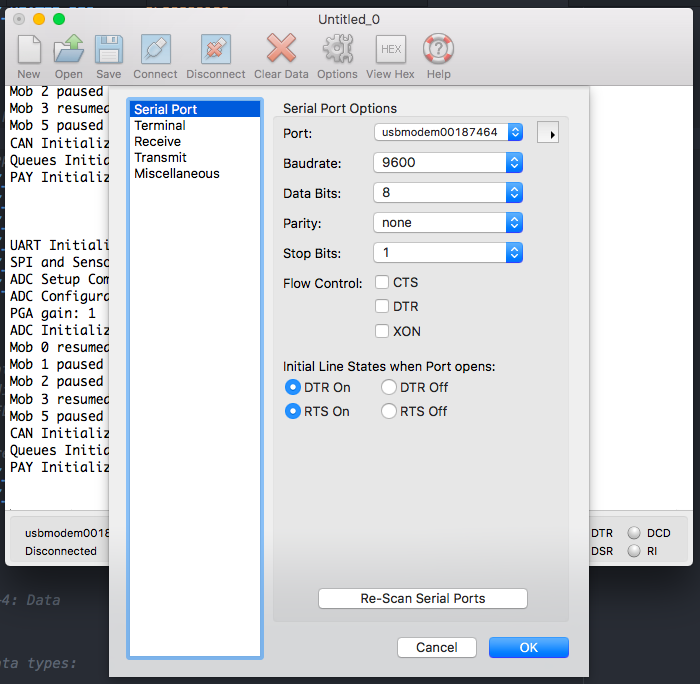 Untitled_0
New Open Save Connect Disconnect Clear Data Options View Hex Help
HEX
Mob 2 paused
Mob 3 resumed
Mob 5 paused
CAN Initializ
Queues Initia
PAY Initializ
UART Initiali
SPI and Senso
ADC Setup Com
ADC Configura
PGA gain: 1
ADC Initializ
Mob 0 resumed
Mob 1 paused
Mob 2 paused
Mob 3 resumed
Mob 5 paused
CAN Initializ
Queues Initia
PAY Initializ
Serial Port
Terminal
Receive
Transmit
Miscellaneous
Serial Port Options
Port: usbmodem00187464
Baudrate: 9600
Data Bits: 8
Parity: none
Stop Bits: 1
Flow Control: CTS
DTR
XON
Initial Line States when Port opens:
DTR On DTR Off
RTS On RTS Off
Re-Scan Serial Ports
Cancel OK
usbmodem0018
Disconnected
DTR DCD
DSR RI
4: Data
ta types: